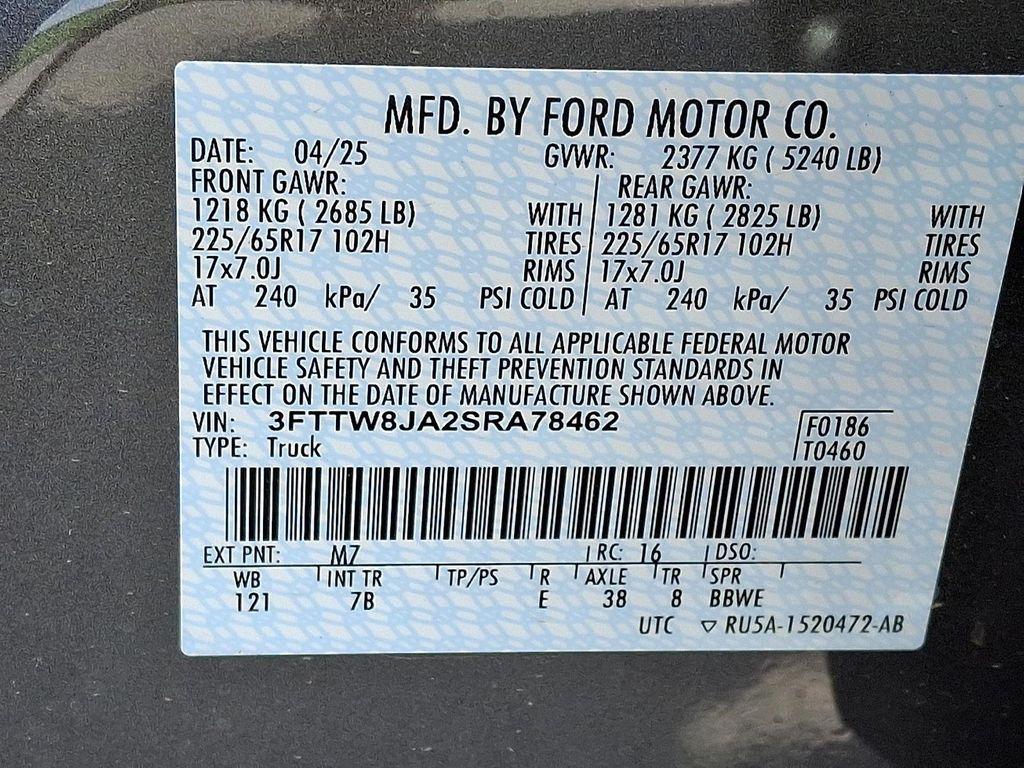 MFD. BY FORD MOTOR CO.
DATE: 04/25 GVWR: 2377 KG ( 5240 LB)
FRONT GAWR: REAR GAWR:
1218 KG ( 2685 LB) WITH 1281 KG ( 2825 LB) WITH
225/65R17 102H TIRES 225/65R17 102H TIRES
17x7.0J RIMS 17x7.0J RIMS
AT 240 kPa/ 35 PSI COLD AT 240 kPa/ 35 PSI COLD
THIS VEHICLE CONFORMS TO ALL APPLICABLE FEDERAL MOTOR
VEHICLE SAFETY AND THEFT PREVENTION STANDARDS IN
EFFECT ON THE DATE OF MANUFACTURE SHOWN ABOVE.
VIN: 3FTTW8JA2SRA78462 F0186
TYPE: Truck T0460
EXT PNT: M7 RC: 16 DSO:
WB INT TR TP/PS R AXLE TR SPR
121 7B E 38 8 BBWE
UTC ▽ RU5A-1520472-AB